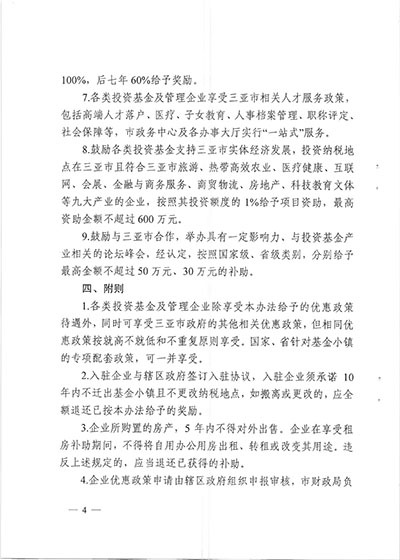 100%，后七年 60%给予奖励。
7.各类投资基金及管理企业享受三亚市相关人才服务政策，
包括高端人才落户、医疗、子女教育、人事档案管理、职称评定、
社会保障等，市政务中心及各办事大厅实行“一站式”服务。
8.鼓励各类投资基金支持三亚市实体经济发展，投资纳税地
点在三亚市且符合三亚市旅游、热带高效农业、医疗健康、互联
网、会展、金融与商务服务、商贸物流、房地产、科技教育文体
等九大产业的企业，按照其投资额度的 1%给予项目资助，最高
资助金额不超过 600 万元。
9.鼓励与三亚市合作，举办具有一定影响力、与投资基金产
业相关的论坛峰会，经认定，按照国家级、省级类别，分别给予
最高金额不超过 50 万元、30 万元的补助。
四、附则
1.各类投资基金及管理企业除享受本办法给予的优惠政策
待遇外，同时可享受三亚市政府的其他相关优惠政策，但相同优
惠政策按就高不就低和不重复原则享受。国家、省针对基金小镇
的专项配套政策，可一并享受。
2.入驻企业与辖区政府签订入驻协议，入驻企业须承诺 10
年内不迁出基金小镇且不更改纳税地点，如搬离或更改的，应全
额退还已按本办法给予的奖励。
3.企业所购置的房产，5 年内不得对外出售。企业在享受租
房补助期间，不得将自用办公用房出租、转租或改变其用途。违
反上述规定的，应当退还已获得的补助。
4.企业优惠政策申请由辖区政府组织申报审核，市财政局负
— 4 —